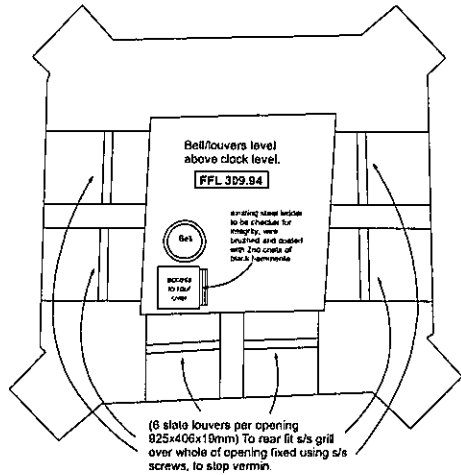 Bell/louvers level
above clock level.
FFL 309.94
existing steel ladder
to be checker for
integrity, wire
brushed and coated
with 2no coats of
black hammerite
Bell
access
to roof
over
(6 slate louvers per opening
925x406x19mm) To rear fit s/s grill
over whole of opening fixed using s/s
screws, to stop vermin.